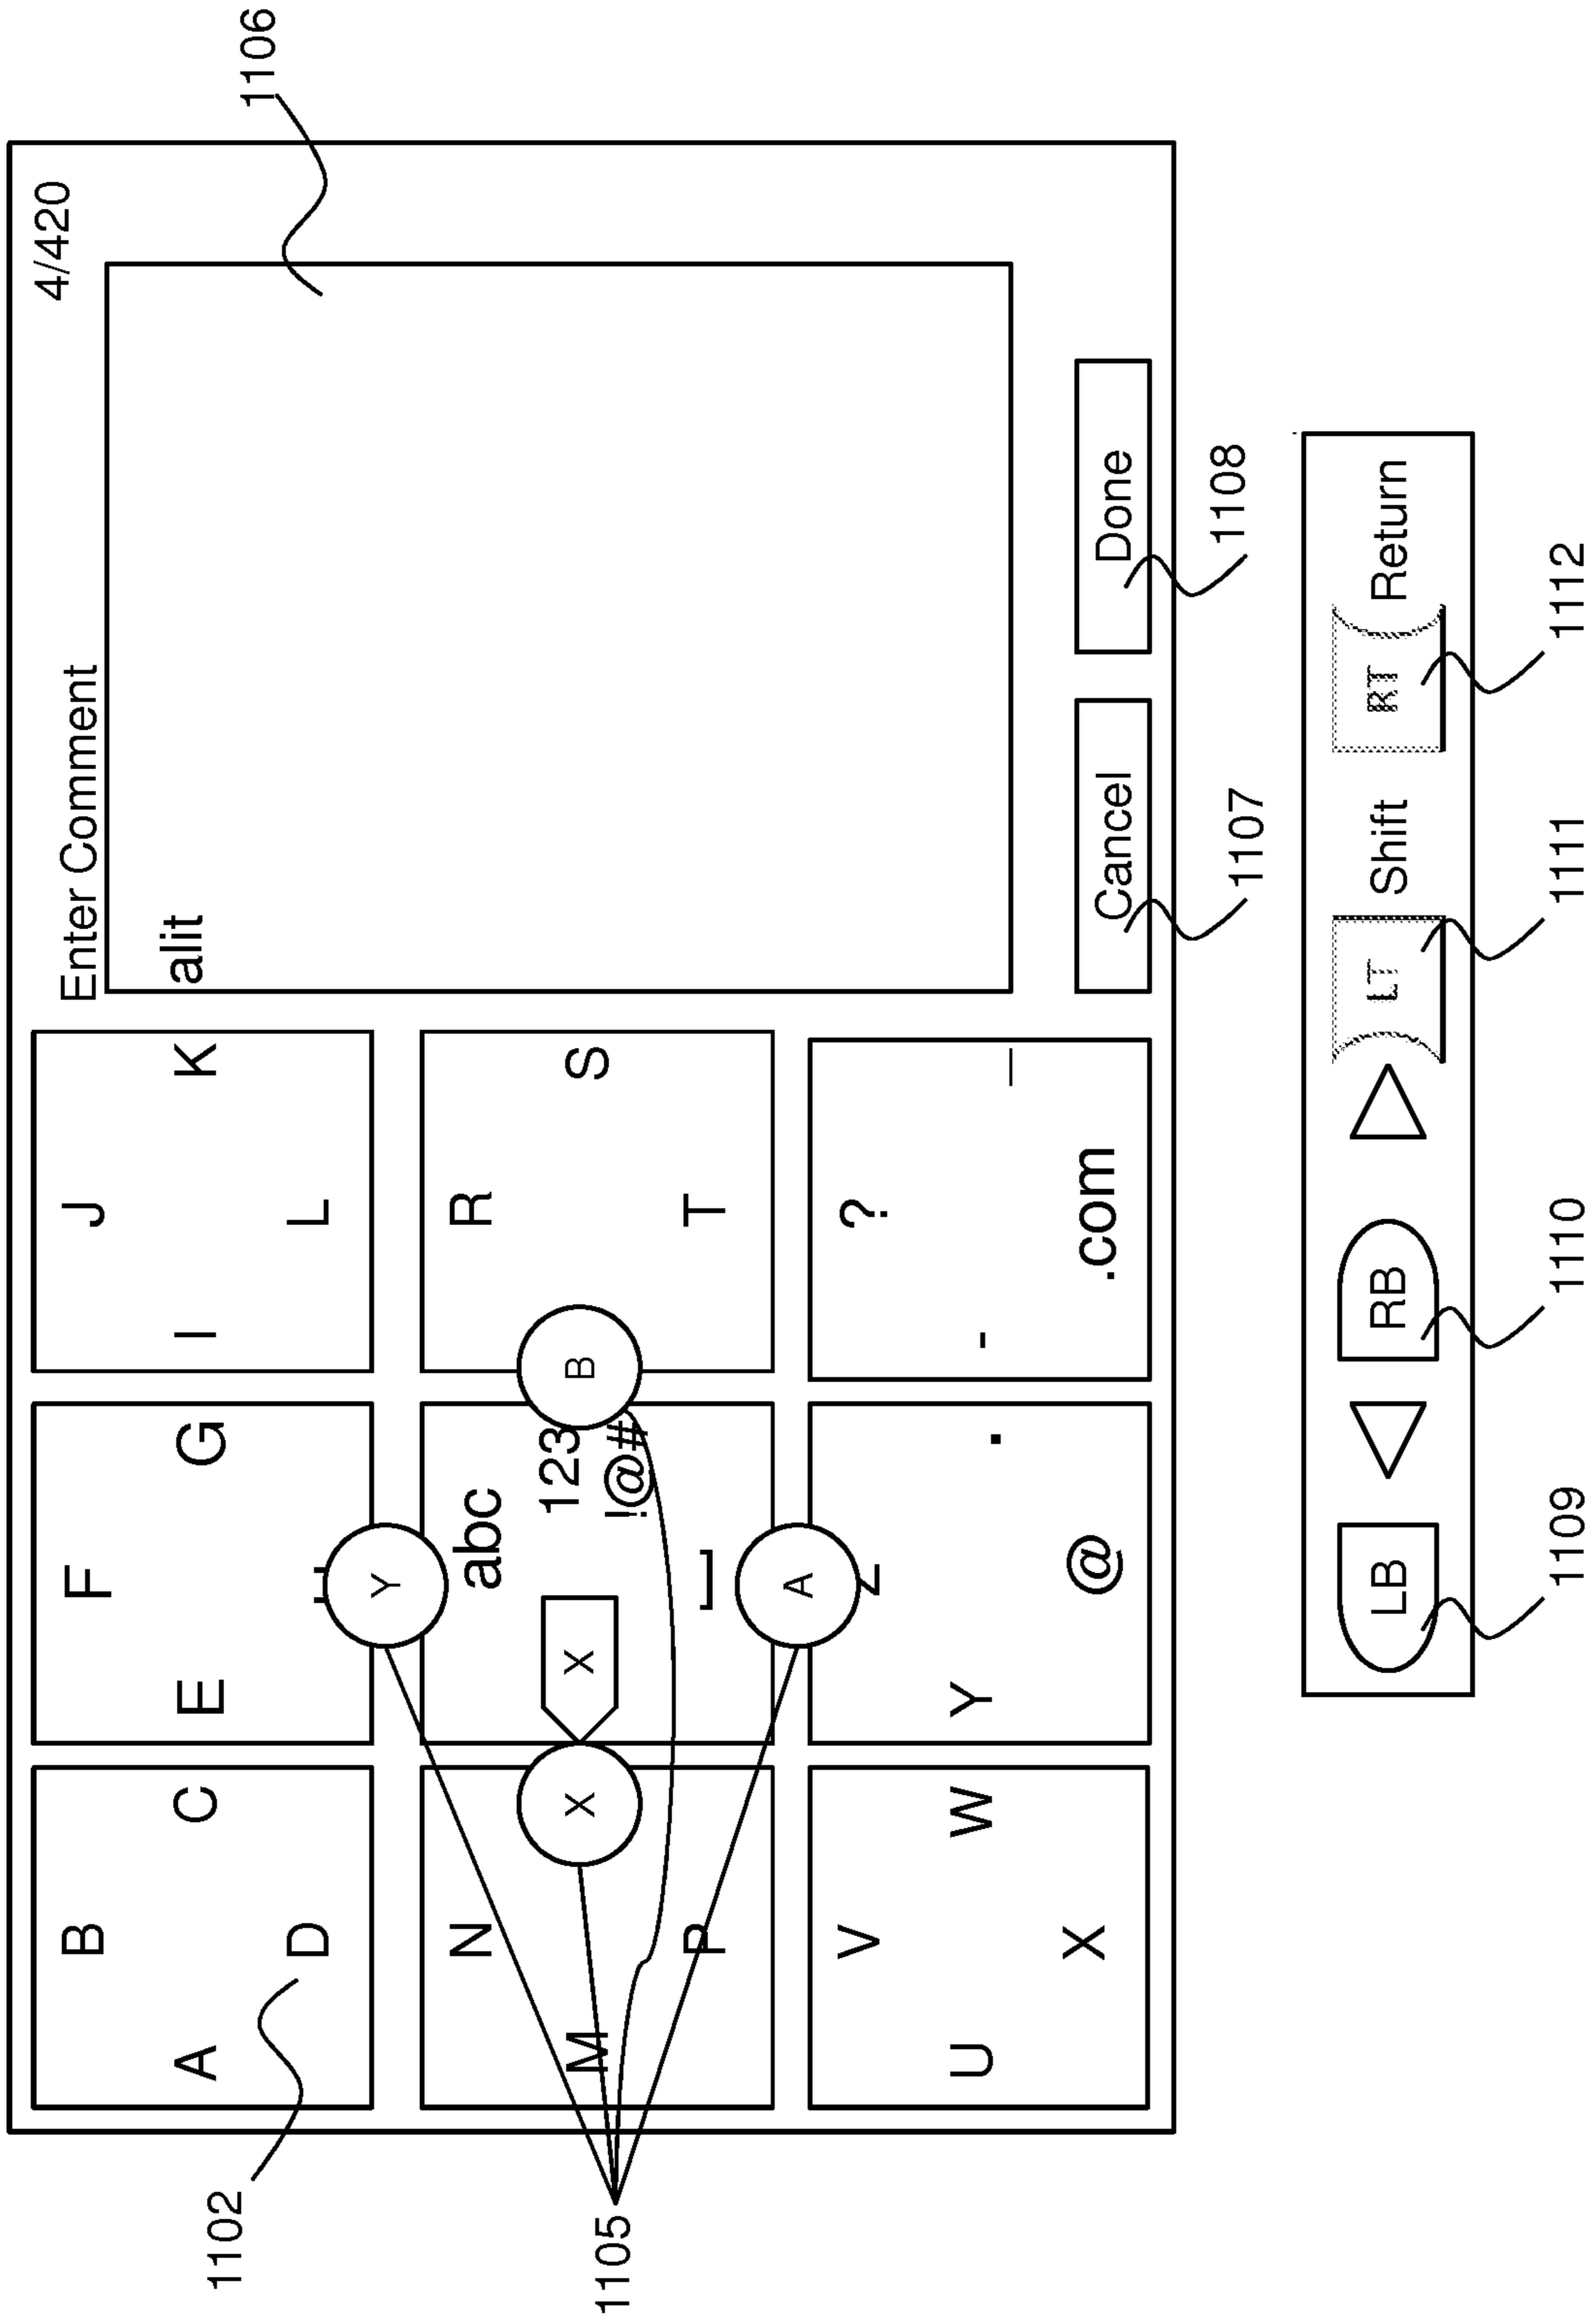 4/420
Enter Comment
B F J
A C E G I K
alit
1106
1102
D L
Y
N abc R
123
M X X B S
!@#
1105
P ] T
A
V ?
U W Y . - _
X @ .com
Cancel Done
1107 1108
LB RB LT Shift RT Return
1109 1110 1111 1112